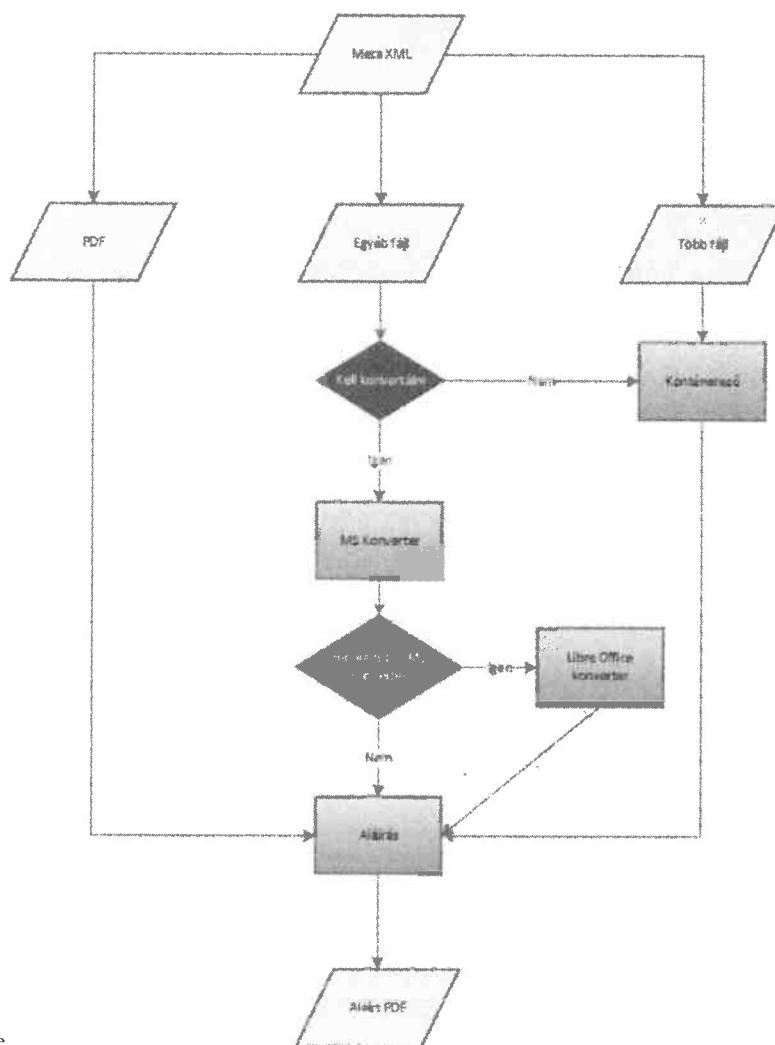 Meta XML
PDF
Egyéb fájl
Több fájl
Kell konvertálni
Nem
Konténerező
Igen
MS Konverter
Igen
Libre Office
konverter
Nem
Aláírás
PDF